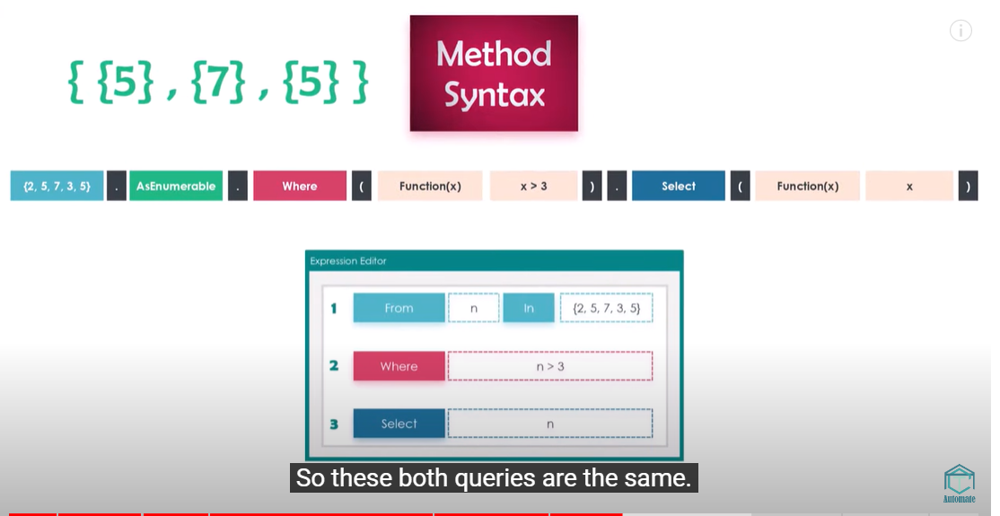 { {5} , {7} , {5} }
Method
Syntax
{2, 5, 7, 3, 5} . AsEnumerable . Where ( Function(x) x > 3 ) . Select ( Function(x) x )
Expression Editor
1 From n In {2, 5, 7, 3, 5}
2 Where n > 3
3 Select n
So these both queries are the same.
Automate